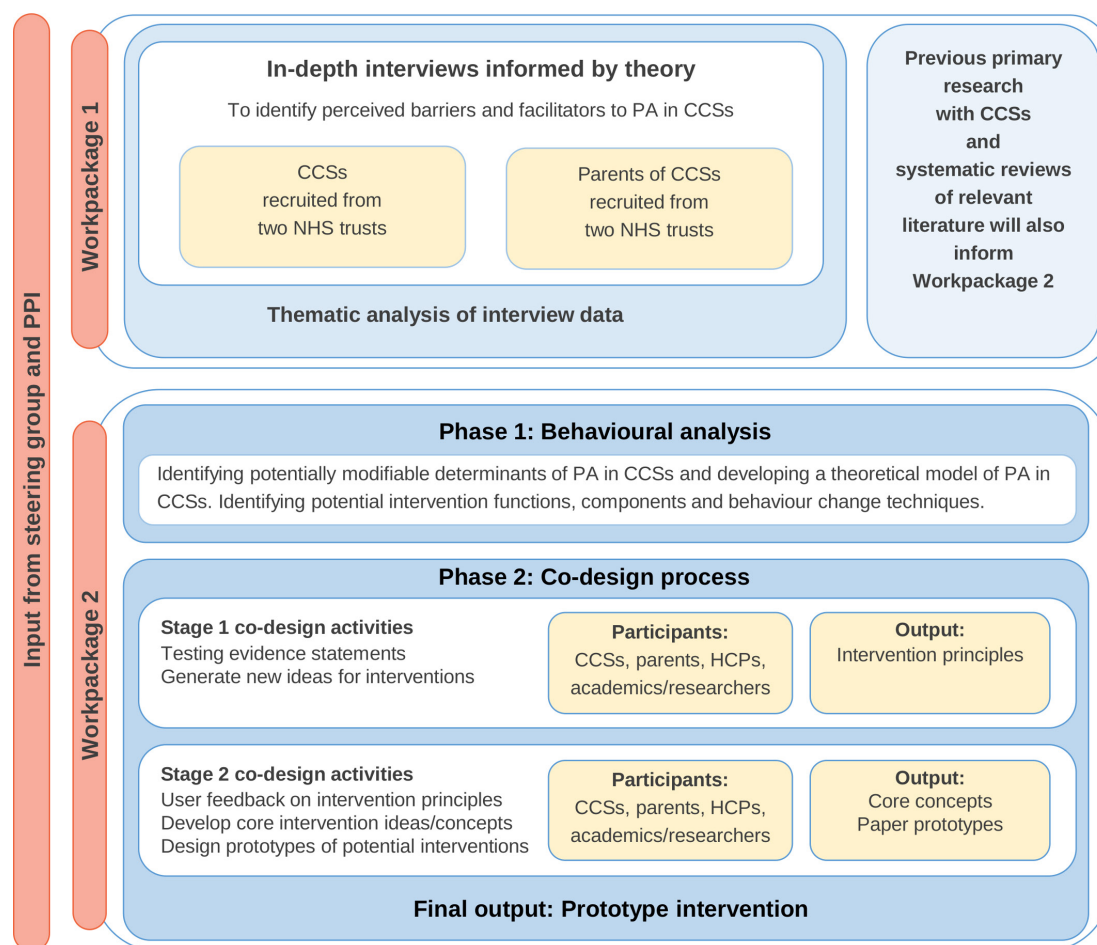 Input from steering group and PPI
Workpackage 1
In-depth interviews informed by theory
To identify perceived barriers and facilitators to PA in CCSs
CCSs
recruited from
two NHS trusts
Parents of CCSs
recruited from
two NHS trusts
Thematic analysis of interview data
Previous primary
research
with CCSs
and
systematic reviews
of relevant
literature will also
inform
Workpackage 2
Workpackage 2
Phase 1: Behavioural analysis
Identifying potentially modifiable determinants of PA in CCSs and developing a theoretical model of PA in
CCSs. Identifying potential intervention functions, components and behaviour change techniques.
Phase 2: Co-design process
Stage 1 co-design activities
Testing evidence statements
Generate new ideas for interventions
Participants:
CCSs, parents, HCPs,
academics/researchers
Output:
Intervention principles
Stage 2 co-design activities
User feedback on intervention principles
Develop core intervention ideas/concepts
Design prototypes of potential interventions
Participants:
CCSs, parents, HCPs,
academics/researchers
Output:
Core concepts
Paper prototypes
Final output: Prototype intervention